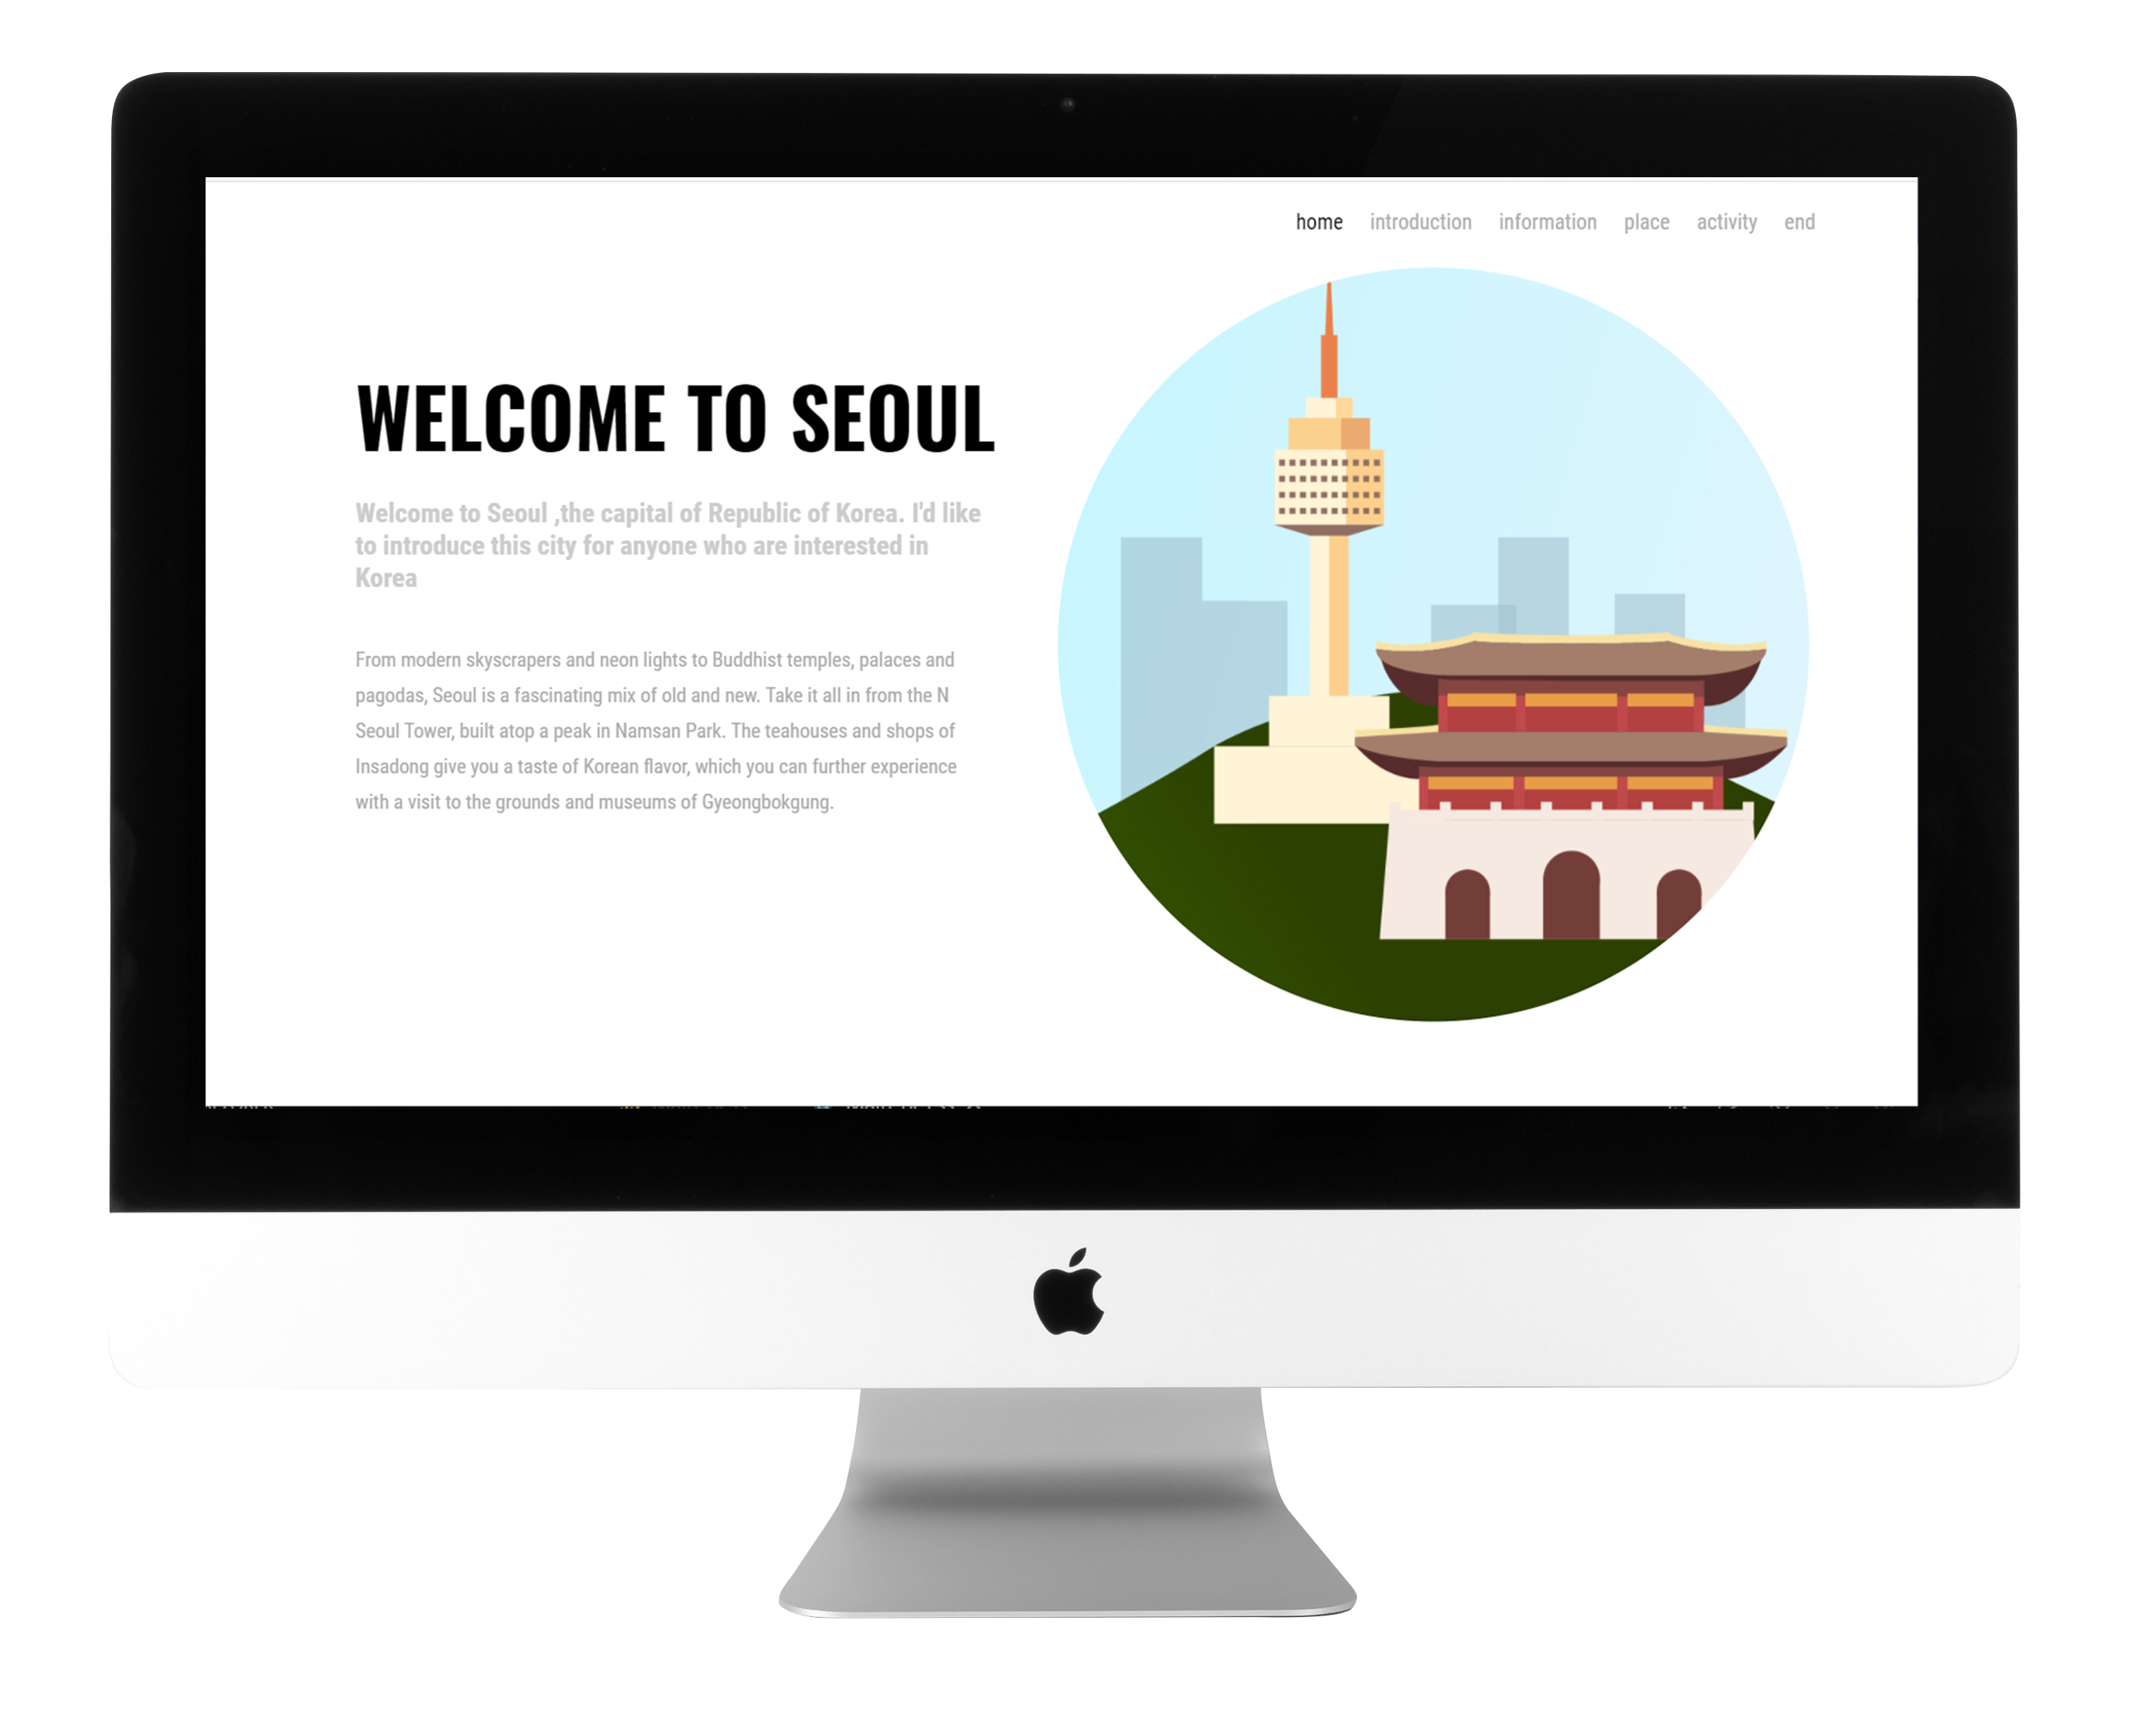 home introduction information place activity end
WELCOME TO SEOUL
Welcome to Seoul ,the capital of Republic of Korea. I'd like
to introduce this city for anyone who are interested in
Korea
From modern skyscrapers and neon lights to Buddhist temples, palaces and
pagodas, Seoul is a fascinating mix of old and new. Take it all in from the N
Seoul Tower, built atop a peak in Namsan Park. The teahouses and shops of
Insadong give you a taste of Korean flavor, which you can further experience
with a visit to the grounds and museums of Gyeongbokgung.